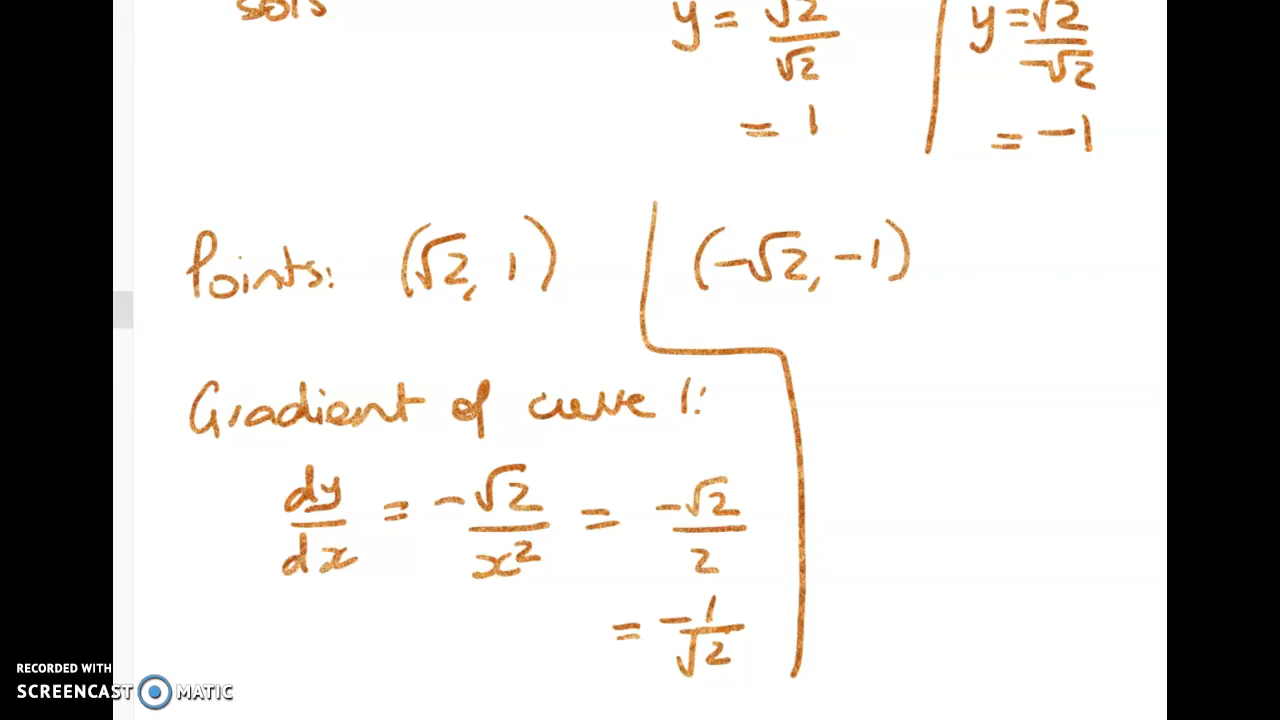 sols
y = √2/√2
= 1
y = √2/-√2
= -1
Points: (√2, 1)
(-√2, -1)
Gradient of curve 1:
dy/dx = -√2/x² = -√2/2
= -1/√2
RECORDED WITH
SCREENCAST MATIC